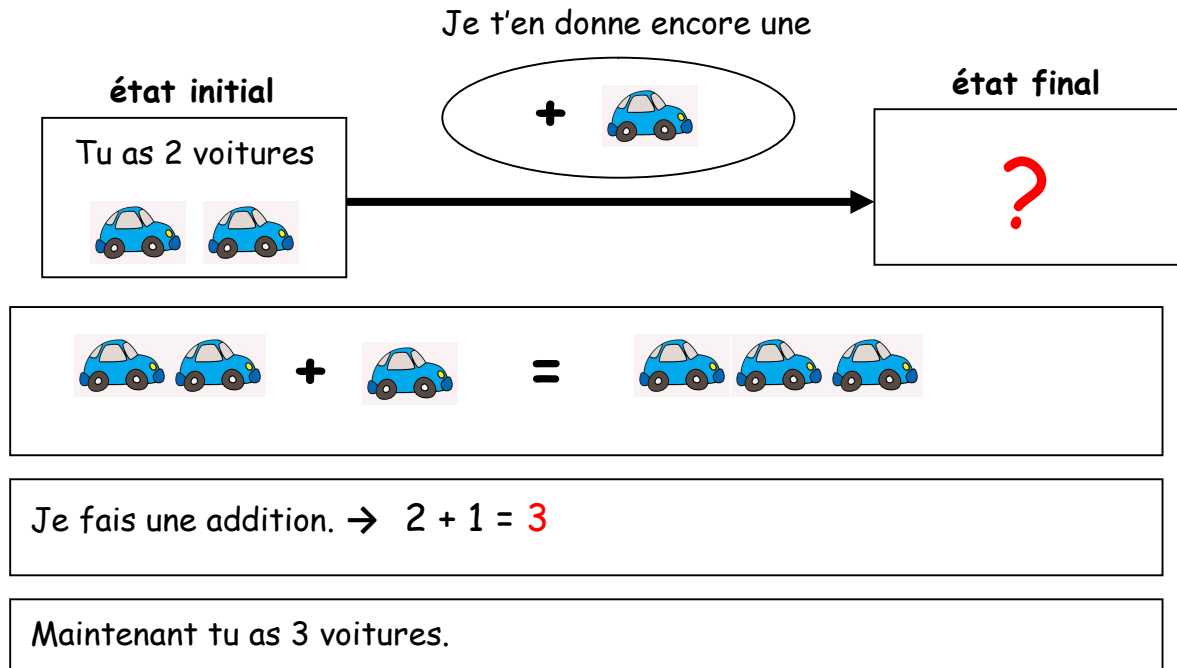 Je t'en donne encore une
état initial
état final
+
Tu as 2 voitures
?
+ =
Je fais une addition. → 2 + 1 = 3
Maintenant tu as 3 voitures.